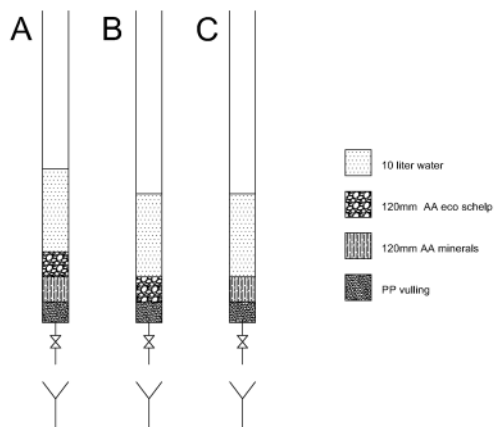 A B C
10 liter water
120mm AA eco schelp
120mm AA minerals
PP vulling